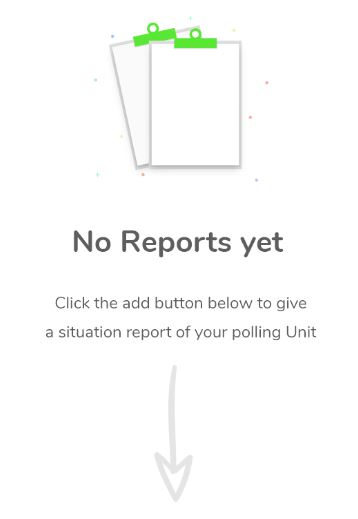 No Reports yet
Click the add button below to give
a situation report of your polling Unit